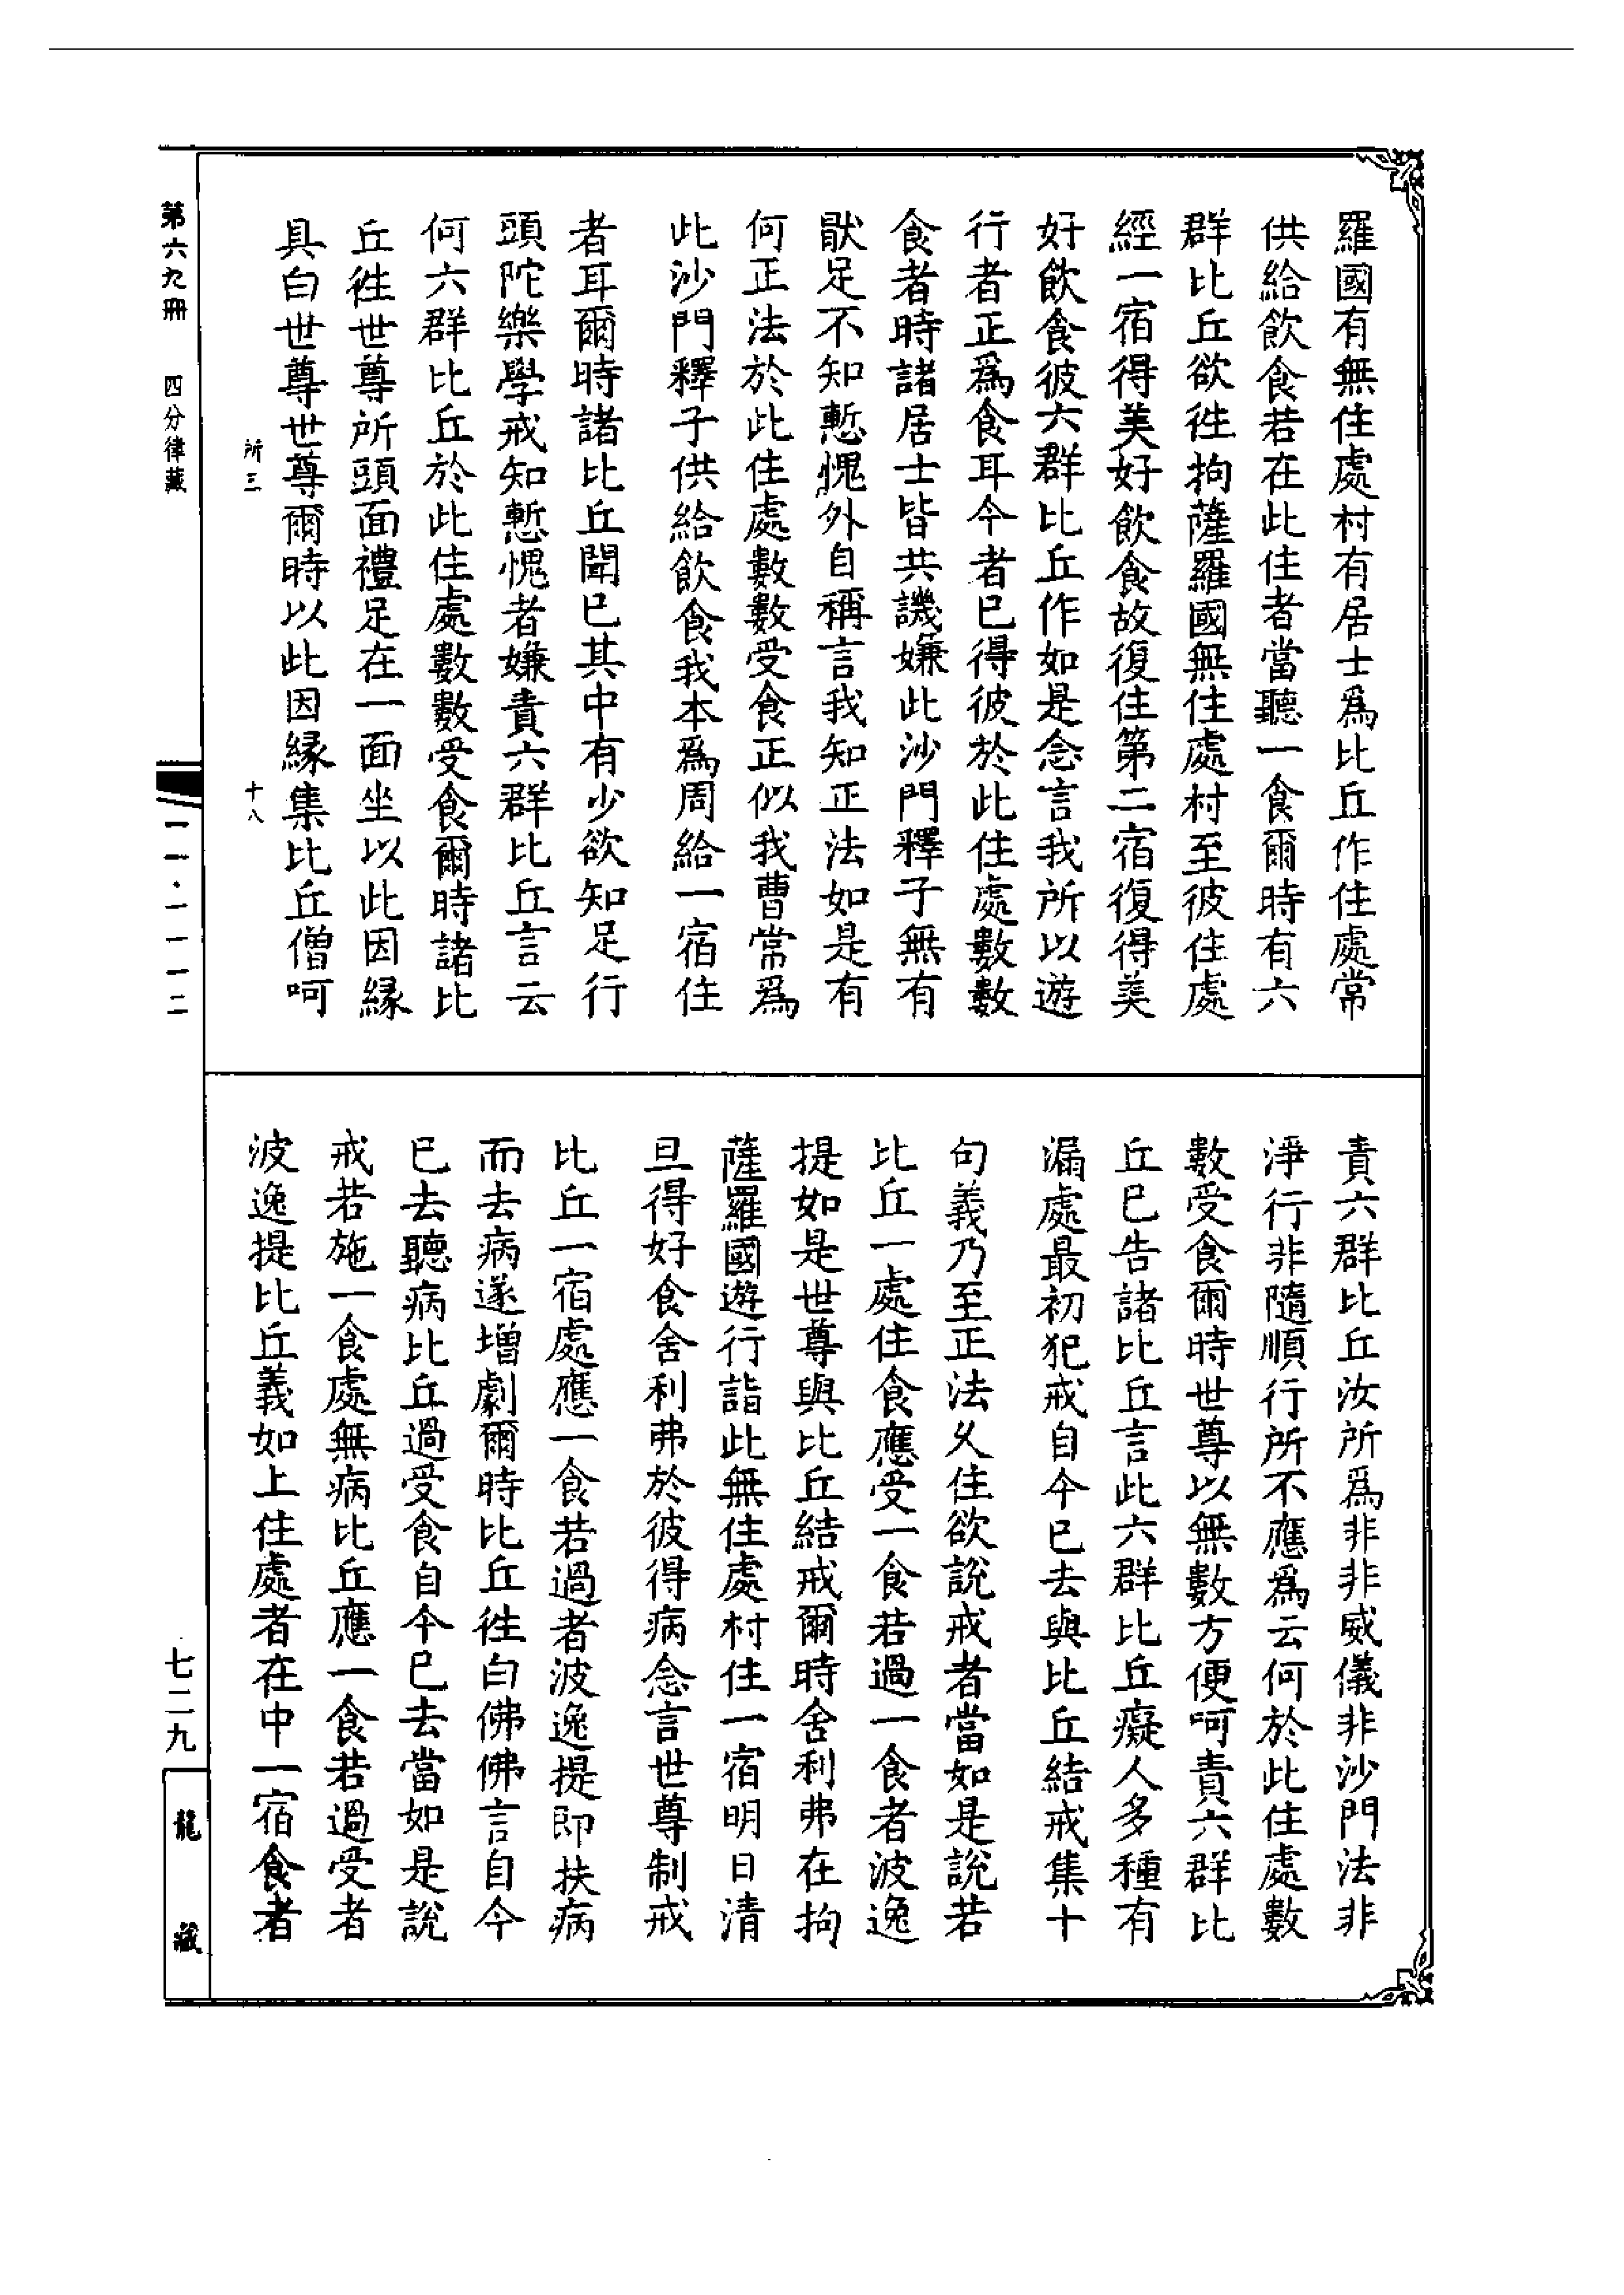 羅國有無住處村有居士爲比丘作住處常
供給飲食若在此住者當聽一食爾時有六
群比丘欲往拘薩羅國無住處村至彼住處
經一宿得美好飲食故復住第二宿復得美
好飲食彼六群比丘作如是念言我所以遊
行者正爲食耳今者已得彼於此住處數數
食者時諸居士皆共譏嫌此沙門釋子無有
猒足不知慙愧外自稱言我知正法如是有
何正法於此住處數數受食正似我曹常爲
此沙門釋子供給飲食我本爲周給一宿住
者耳爾時諸比丘聞已其中有少欲知足行
頭陀樂學戒知慙愧者嫌責六群比丘言云
何六群比丘於此住處數數受食爾時諸比
丘往世尊所頭面禮足在一面坐以此因緣
具白世尊世尊爾時以此因緣集比丘僧呵
所三 十八
責六群比丘汝所爲非非威儀非沙門法非
淨行非隨順行所不應爲云何於此住處數
數受食爾時世尊以無數方便呵責六群比
丘已告諸比丘言此六群比丘癡人多種有
漏處最初犯戒自今已去與比丘結戒集十
句義乃至正法久住欲說戒者當如是說若
比丘一處住食應受一食若過一食者波逸
提如是世尊與比丘結戒爾時舍利弗在拘
薩羅國遊行詣此無住處村住一宿明日清
旦得好食舍利弗於彼得病念言世尊制戒
比丘一宿處應一食若過者波逸提即扶病
而去病遂增劇爾時比丘往白佛佛言自今
已去聽病比丘過受食自今已去當如是說
戒若施一食處無病比丘應一食若過受者
波逸提比丘義如上住處者在中一宿食者
第六九冊 四分律藏
一一·一一一二
七二九
龍藏